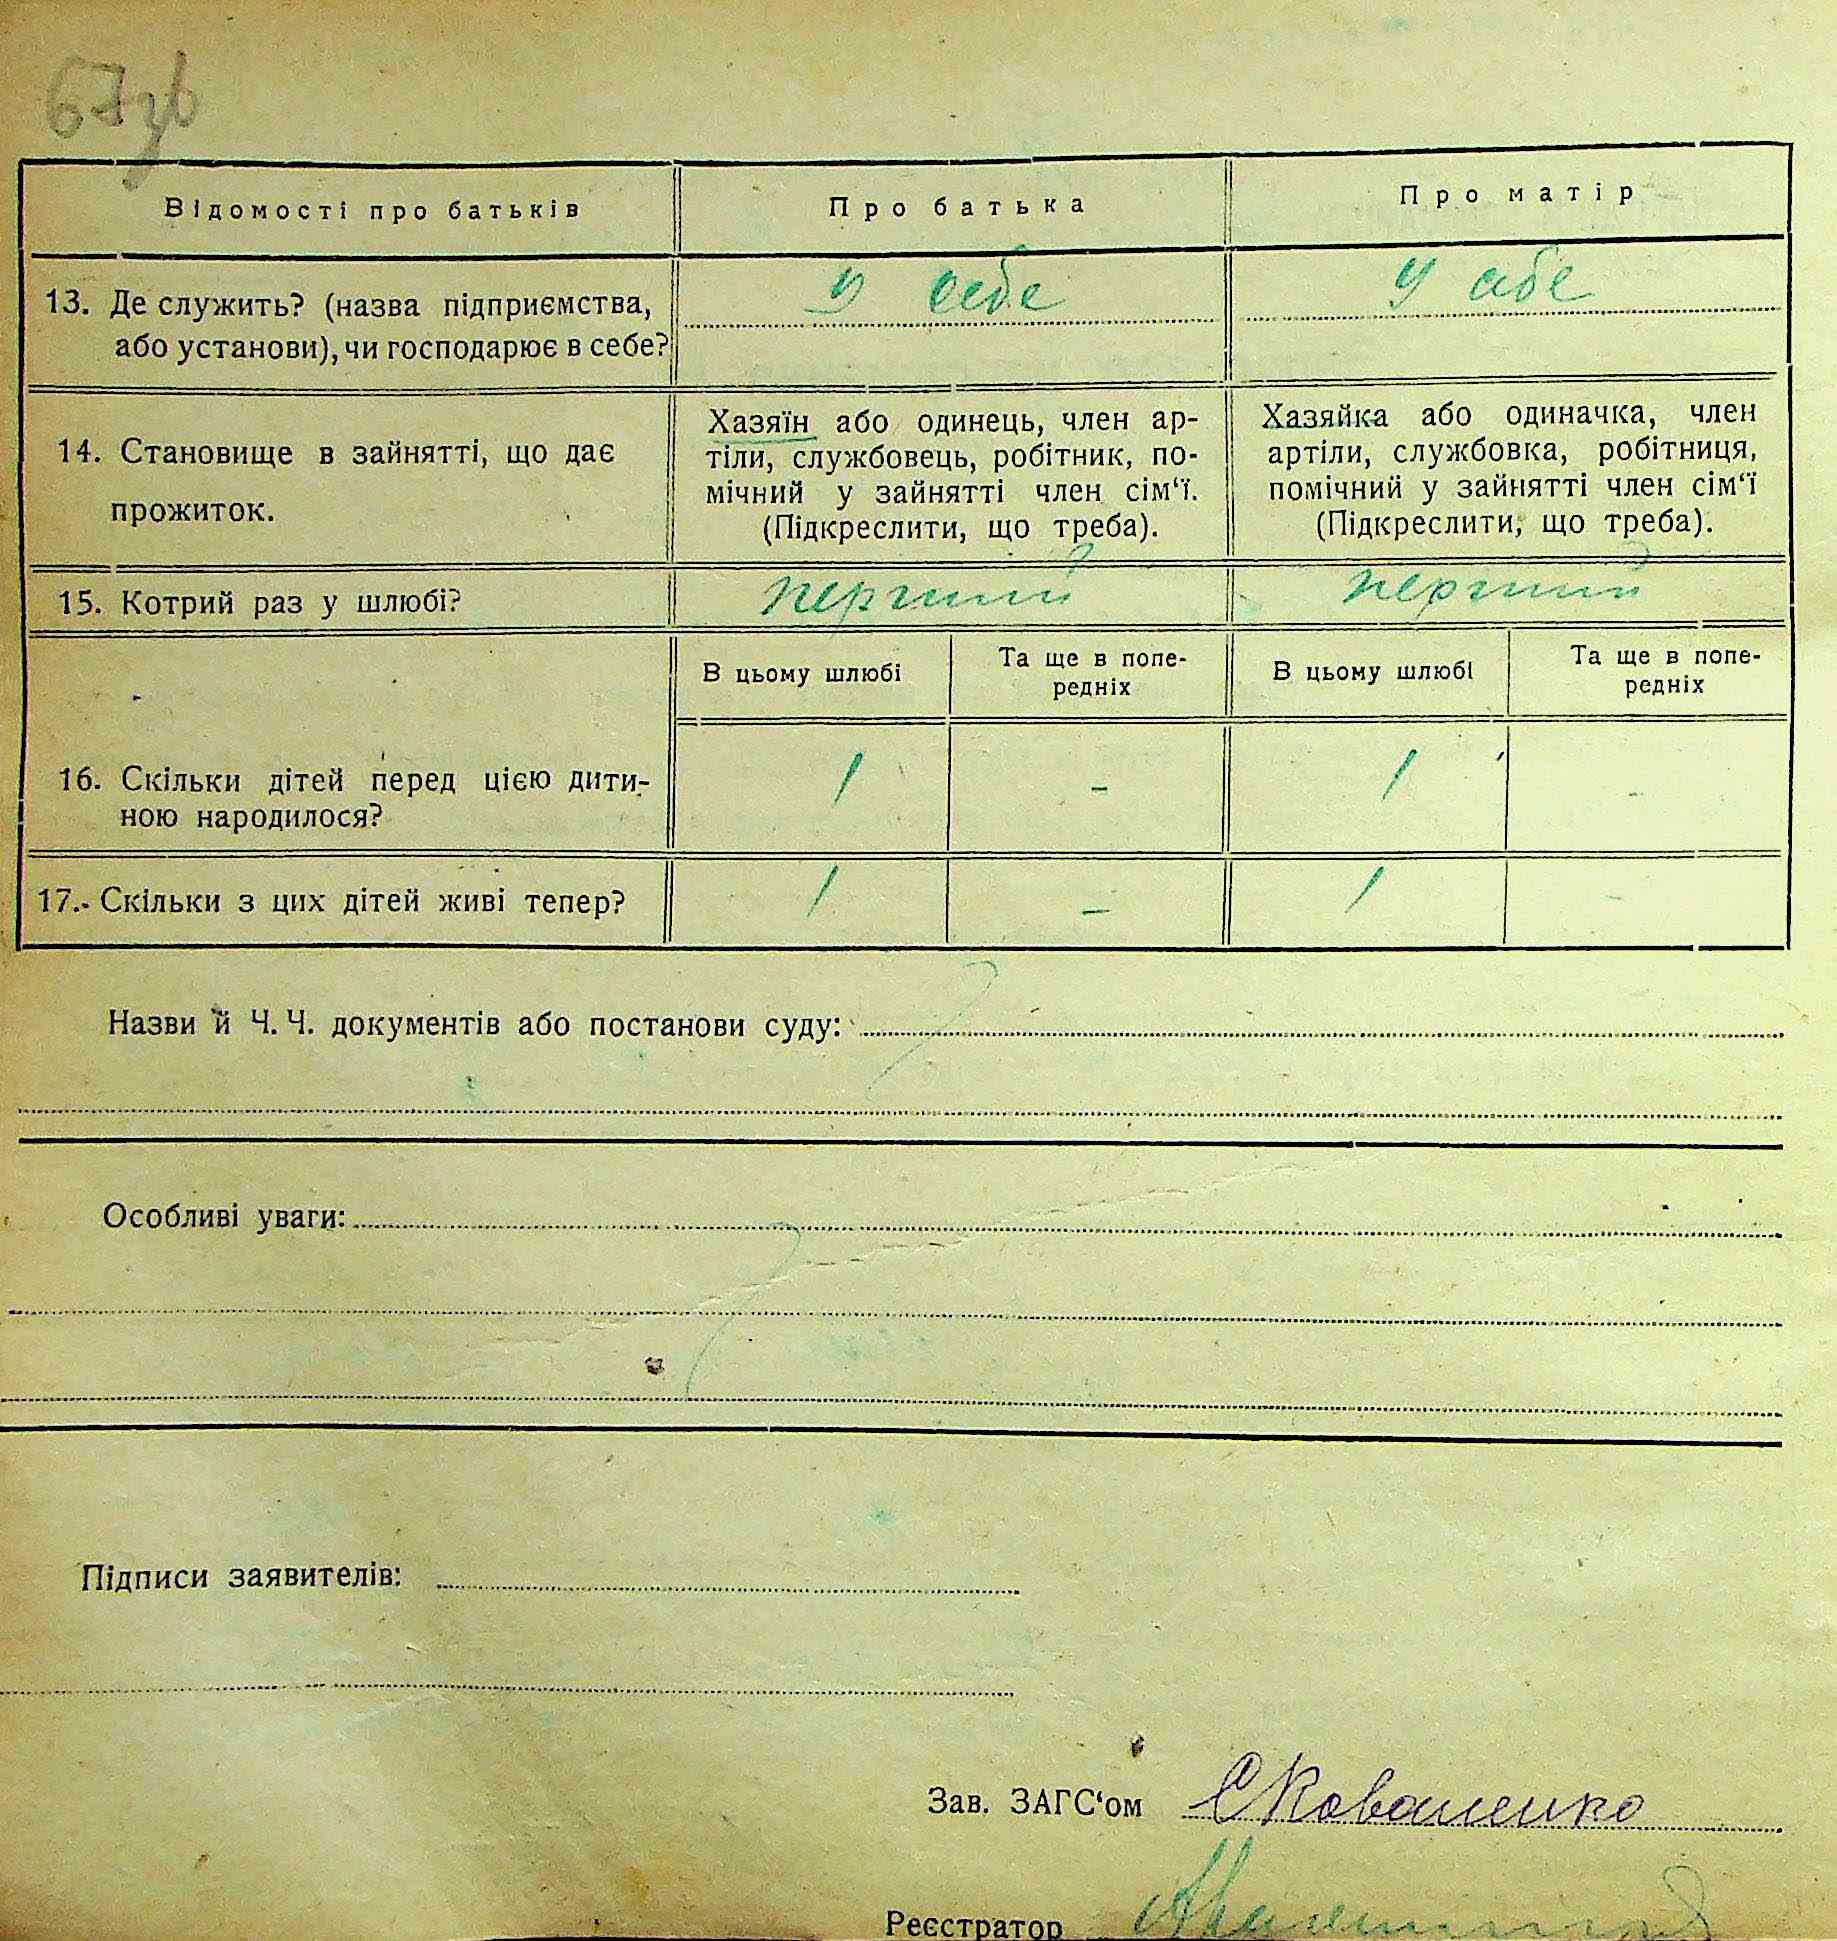 67зв
Відомості про батьків
Про батька
Про матір
13. Де служить? (назва підприємства,
або установи), чи господарює в себе?
У себе
У себе
14. Становище в зайнятті, що дає
прожиток.
Хазяїн або одинець, член ар-
тіли, службовець, робітник, по-
мічний у зайнятті член сім‘ї.
(Підкреслити, що треба).
Хазяйка або одиначка, член
артіли, службовка, робітниця,
помічний у зайнятті член сім‘ї
(Підкреслити, що треба).
15. Котрий раз у шлюбі?
перший
перший
В цьому шлюбі
Та ще в попе-
редніх
В цьому шлюбі
Та ще в попе-
редніх
16. Скільки дітей перед цією дити-
ною народилося?
1 - 1 -
17. Скільки з цих дітей живі тепер?
1 - 1 -
Назви й Ч. Ч. документів або постанови суду:
Особливі уваги:
Підписи заявителів:
Зав. ЗАГС‘ом СКоваленко
Реєстратор